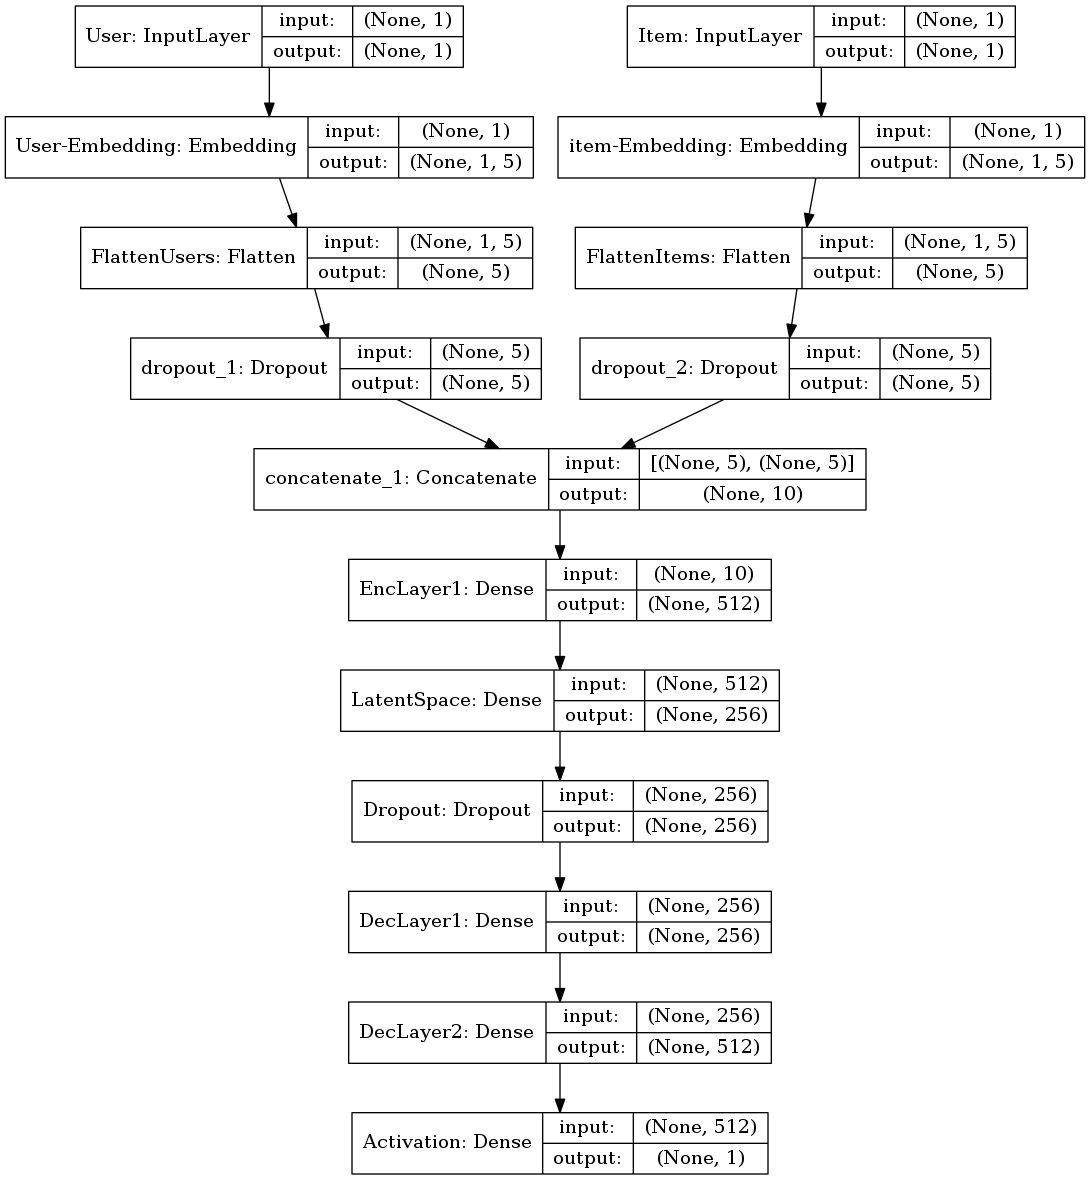 User: InputLayer
input:
(None, 1)
output:
(None, 1)
Item: InputLayer
input:
(None, 1)
output:
(None, 1)
User-Embedding: Embedding
input:
(None, 1)
output:
(None, 1, 5)
item-Embedding: Embedding
input:
(None, 1)
output:
(None, 1, 5)
FlattenUsers: Flatten
input:
(None, 1, 5)
output:
(None, 5)
FlattenItems: Flatten
input:
(None, 1, 5)
output:
(None, 5)
dropout_1: Dropout
input:
(None, 5)
output:
(None, 5)
dropout_2: Dropout
input:
(None, 5)
output:
(None, 5)
concatenate_1: Concatenate
input:
[(None, 5), (None, 5)]
output:
(None, 10)
EncLayer1: Dense
input:
(None, 10)
output:
(None, 512)
LatentSpace: Dense
input:
(None, 512)
output:
(None, 256)
Dropout: Dropout
input:
(None, 256)
output:
(None, 256)
DecLayer1: Dense
input:
(None, 256)
output:
(None, 256)
DecLayer2: Dense
input:
(None, 256)
output:
(None, 512)
Activation: Dense
input:
(None, 512)
output:
(None, 1)